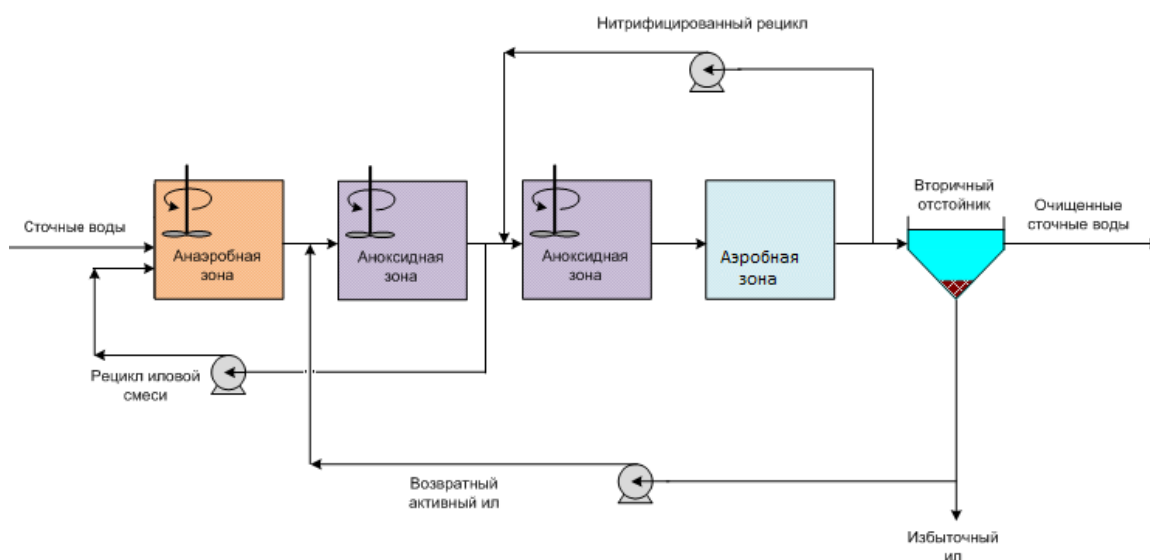 Нитрифицированный рецикл
Сточные воды
Анаэробная
зона
Аноксидная
зона
Аноксидная
зона
Аэробная
зона
Вторичный
отстойник
Очищенные
сточные воды
Рецикл иловой
смеси
Возвратный
активный ил
Избыточный
ил